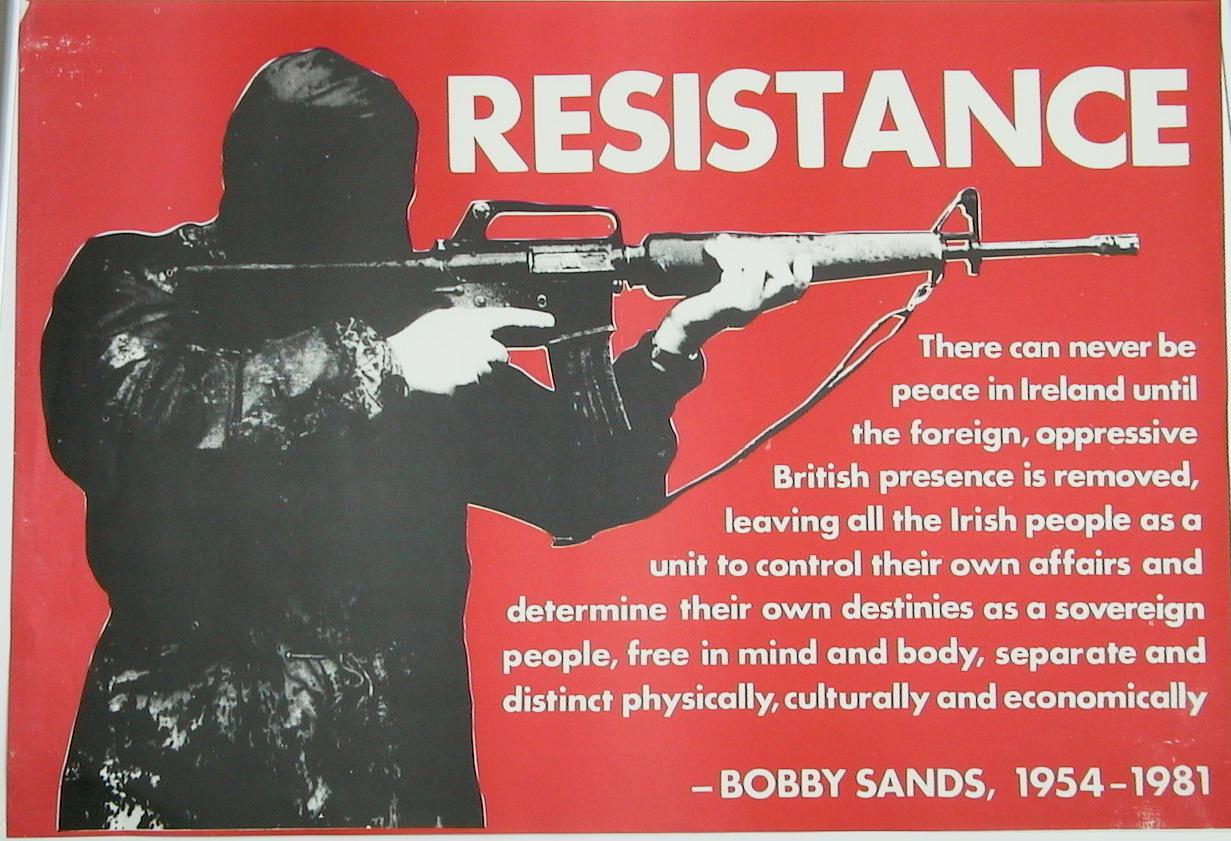 RESISTANCE
There can never be
peace in Ireland until
the foreign, oppressive
British presence is removed,
leaving all the Irish people as a
unit to control their own affairs and
determine their own destinies as a sovereign
people, free in mind and body, separate and
distinct physically, culturally and economically
–BOBBY SANDS, 1954–1981